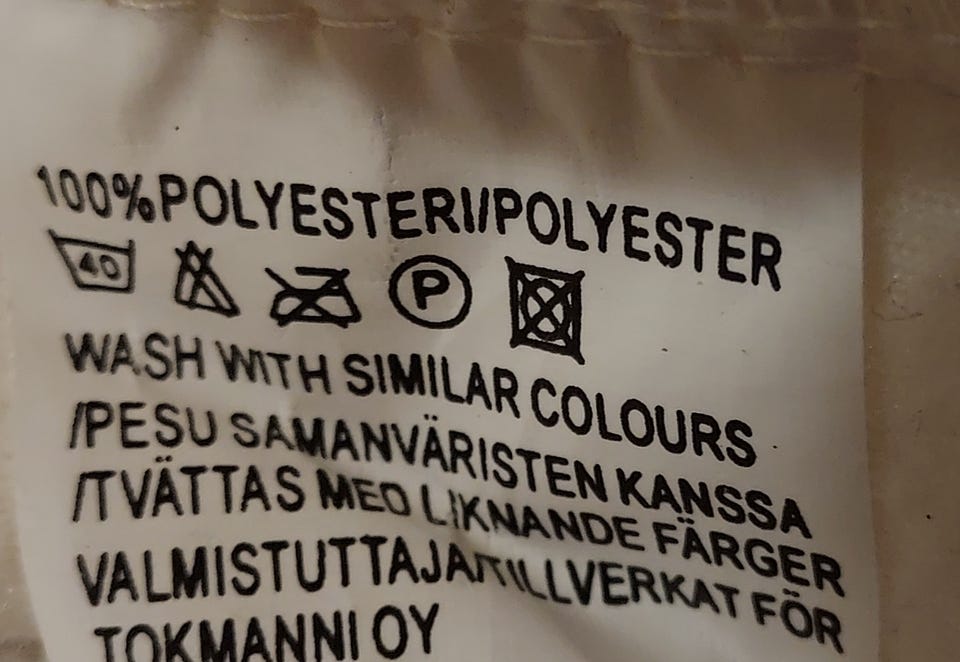 100%POLYESTERI/POLYESTER
40 P
WASH WITH SIMILAR COLOURS
/PESU SAMANVÄRISTEN KANSSA
/TVÄTTAS MED LIKNANDE FÄRGER
VALMISTUTTAJA/TILLVERKAT FÖR
TOKMANNI OY